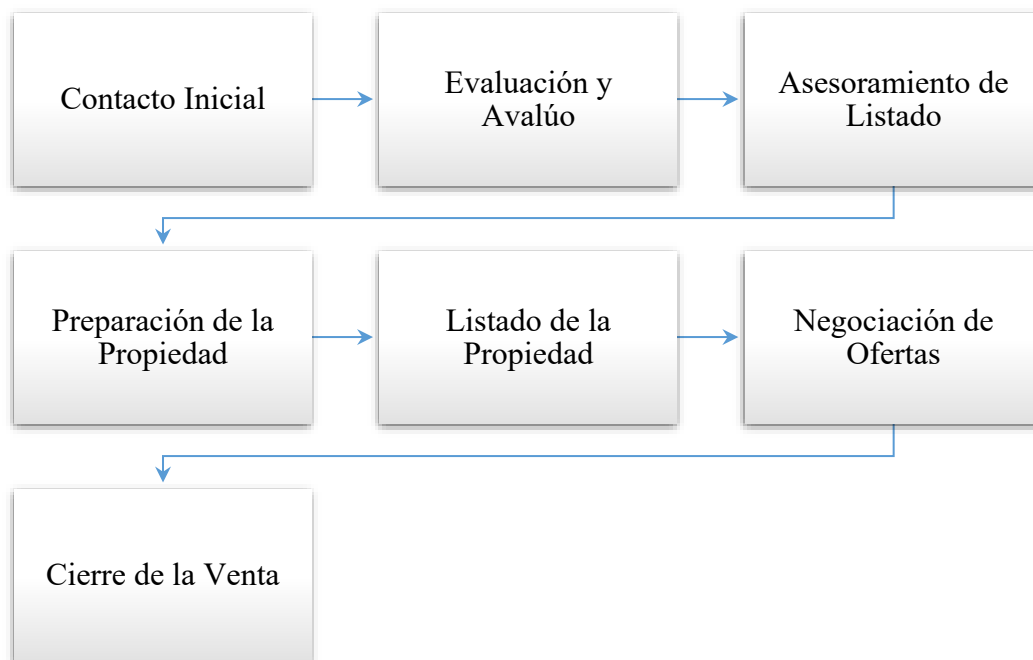 Contacto Inicial
Evaluación y
Avalúo
Asesoramiento de
Listado
Preparación de la
Propiedad
Listado de la
Propiedad
Negociación de
Ofertas
Cierre de la Venta